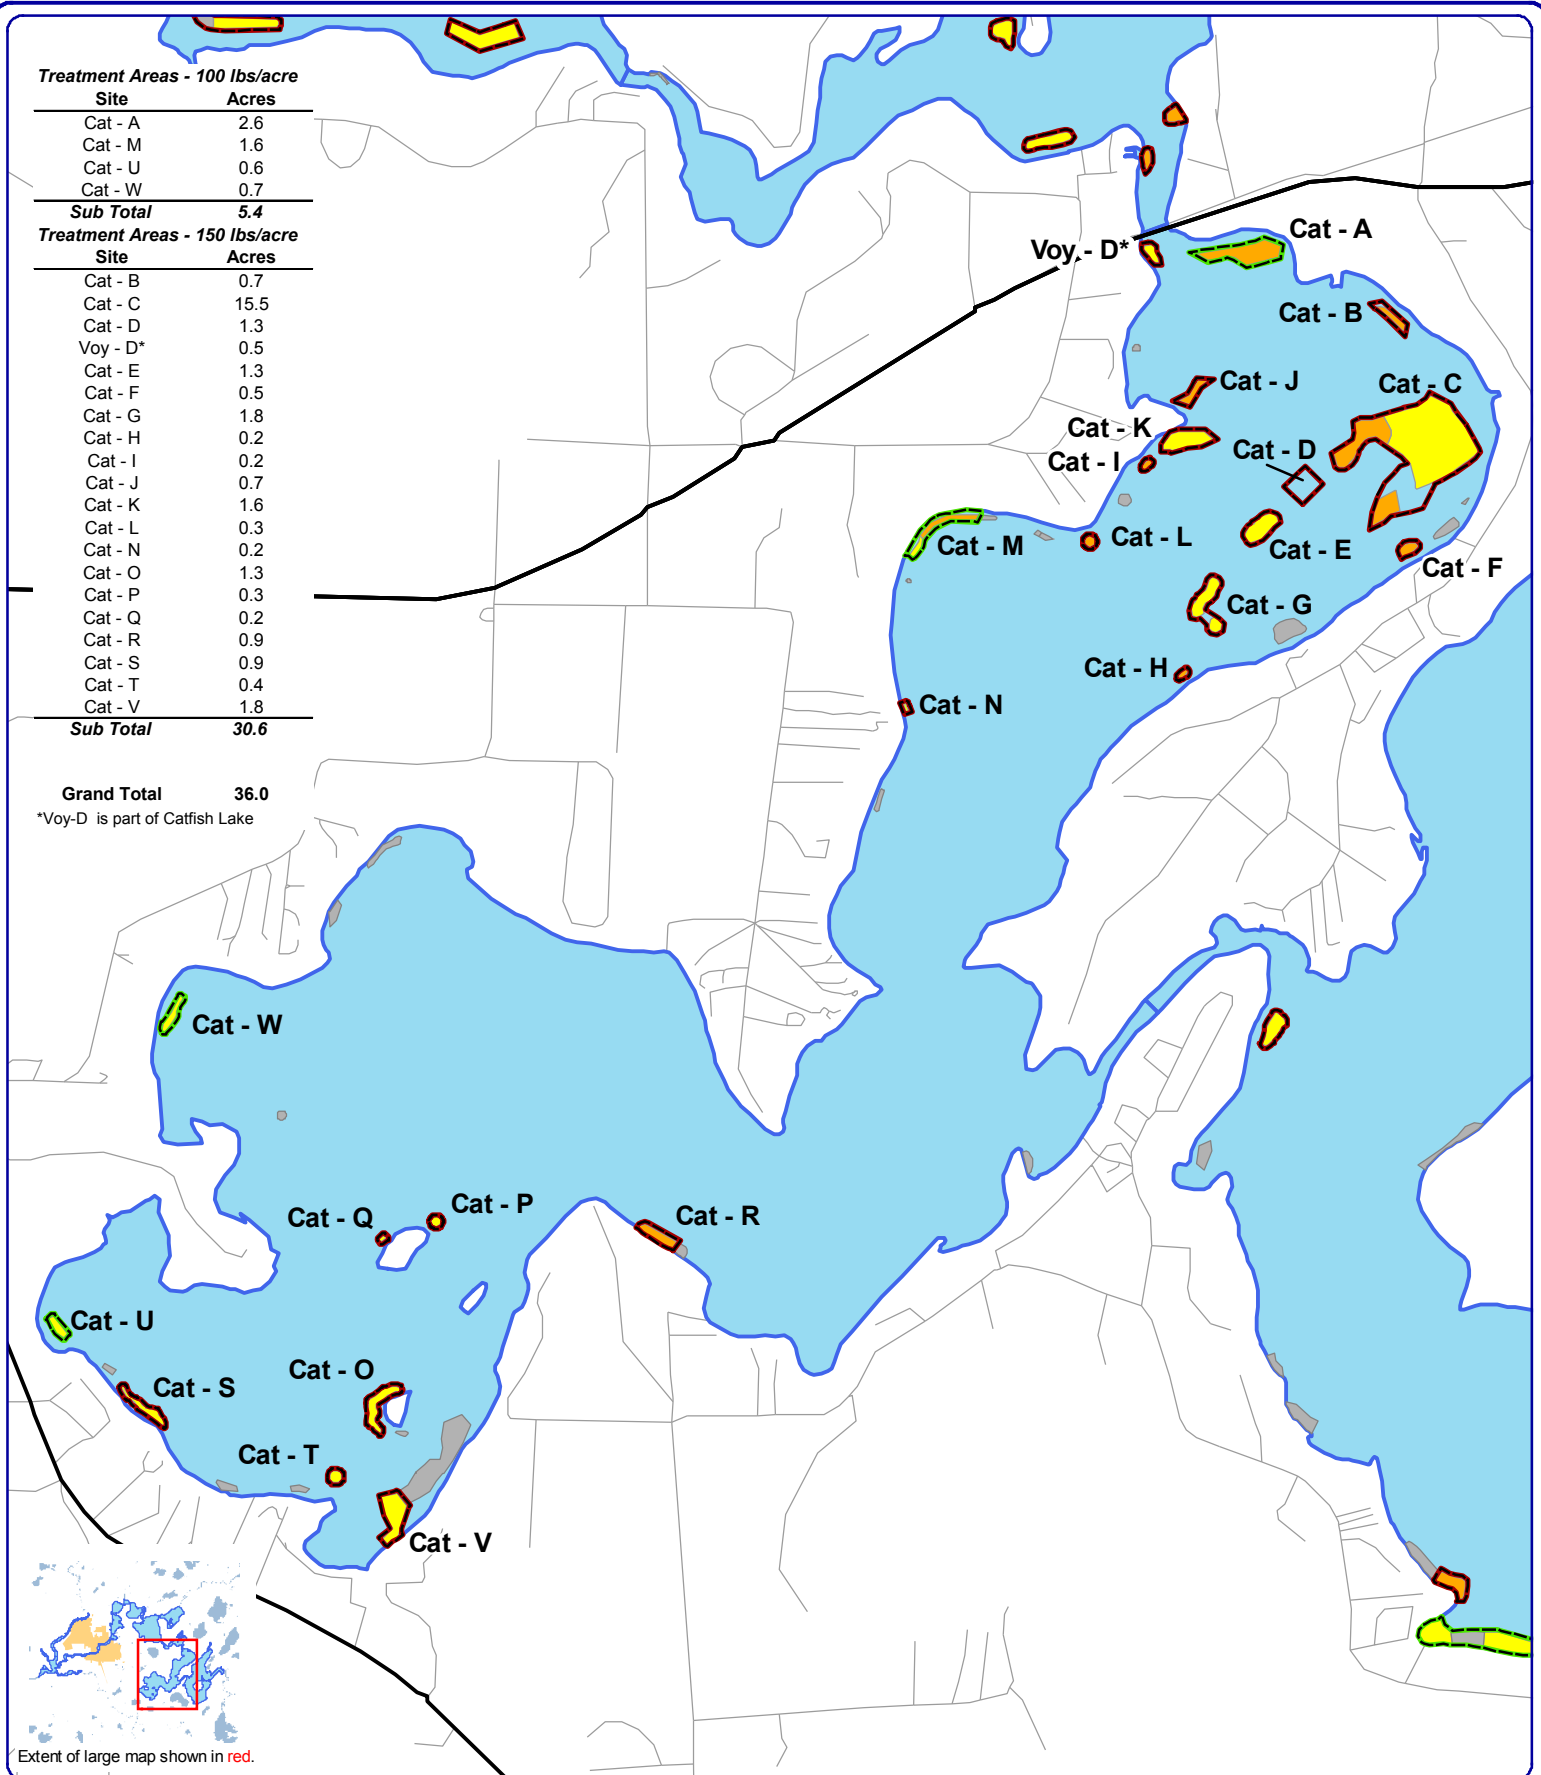 Treatment Areas - 100 lbs/acre
Site Acres
Cat - A 2.6
Cat - M 1.6
Cat - U 0.6
Cat - W 0.7
Sub Total 5.4
Treatment Areas - 150 lbs/acre
Site Acres
Cat - B 0.7
Cat - C 15.5
Cat - D 1.3
Voy - D* 0.5
Cat - E 1.3
Cat - F 0.5
Cat - G 1.8
Cat - H 0.2
Cat - I 0.2
Cat - J 0.7
Cat - K 1.6
Cat - L 0.3
Cat - N 0.2
Cat - O 1.3
Cat - P 0.3
Cat - Q 0.2
Cat - R 0.9
Cat - S 0.9
Cat - T 0.4
Cat - V 1.8
Sub Total 30.6
Grand Total 36.0
*Voy-D is part of Catfish Lake
Cat - A
Voy - D*
Cat - B
Cat - J
Cat - C
Cat - K
Cat - D
Cat - I
Cat - L
Cat - M
Cat - E
Cat - F
Cat - G
Cat - H
Cat - N
Cat - W
Cat - P
Cat - Q
Cat - R
Cat - U
Cat - O
Cat - S
Cat - T
Cat - V
Extent of large map shown in red.